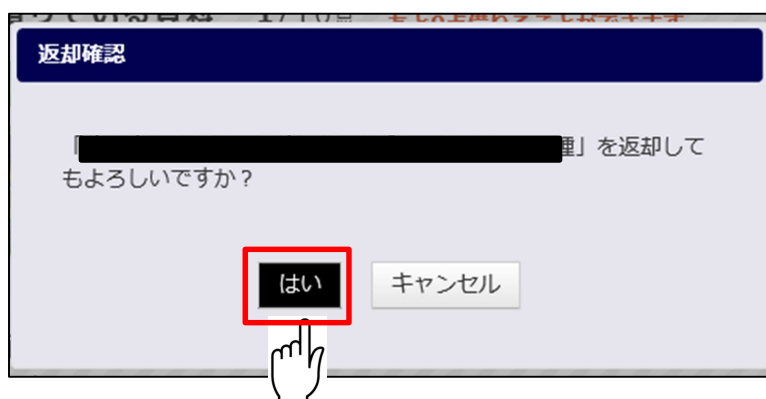 返却確認
「 」を返却して
もよろしいですか？
はい
キャンセル